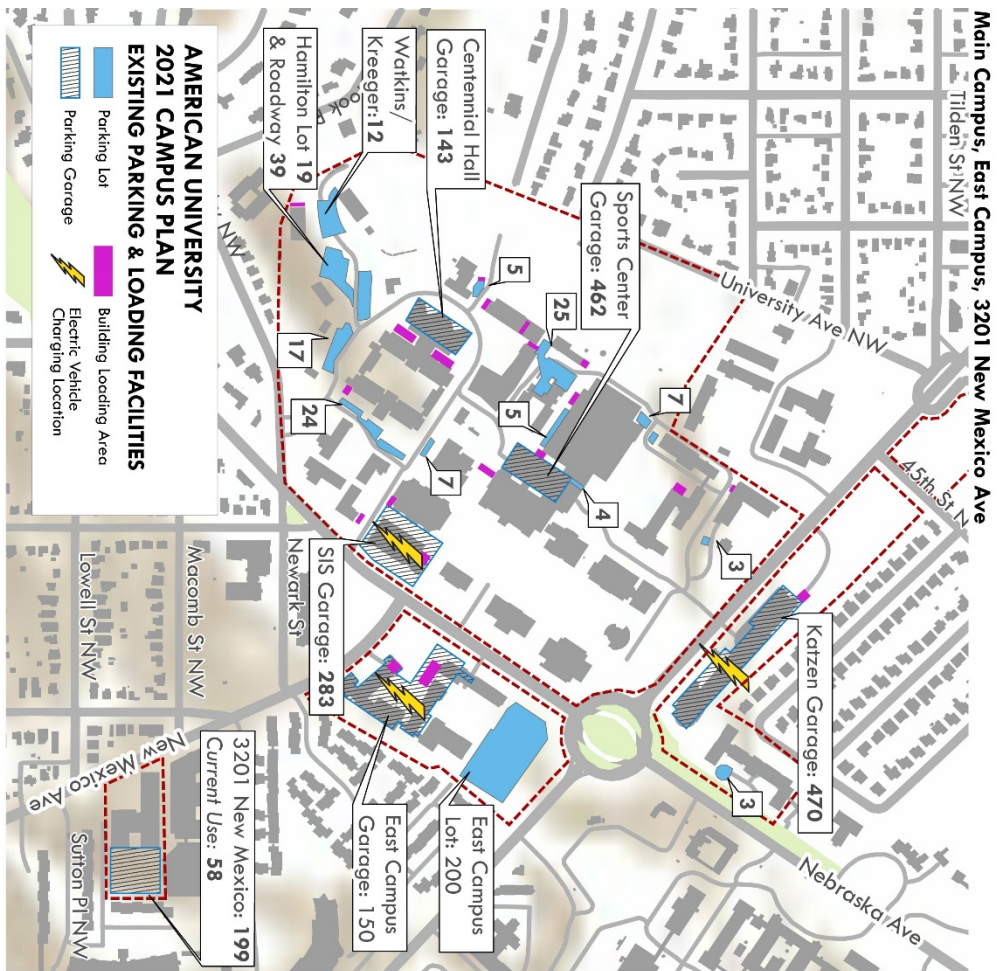 Main Campus, East Campus, 3201 New Mexico Ave
Tilden St NW
University Ave NW
45th St N
Katzen Garage: 470
Sports Center
Garage: 462
Centennial Hall
Garage: 143
Watkins/
Kreeger: 12
Hamilton Lot 19
& Roadway 39
5
25
7
5
4
3
3
17
24
7
SIS Garage: 283
East Campus
Lot: 200
East Campus
Garage: 150
3201 New Mexico: 199
Current Use: 58
Nebraska Ave
New Mexico Ave
Newark St
Macomb St NW
Lowell St NW
Sutton Pl NW
NW
AMERICAN UNIVERSITY
2021 CAMPUS PLAN
EXISTING PARKING & LOADING FACILITIES
Parking Lot
Building Loading Area
Parking Garage
Electric Vehicle
Charging Location